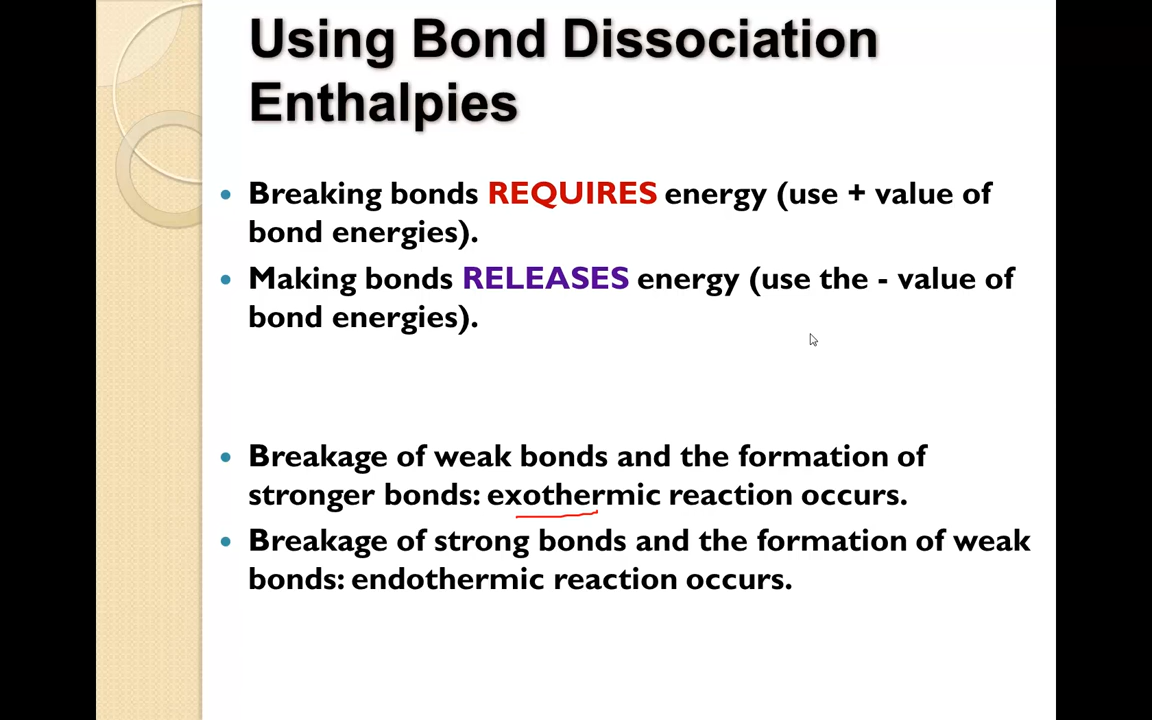 Using Bond Dissociation
Enthalpies
• Breaking bonds REQUIRES energy (use + value of
bond energies).
• Making bonds RELEASES energy (use the - value of
bond energies).
• Breakage of weak bonds and the formation of
stronger bonds: exothermic reaction occurs.
• Breakage of strong bonds and the formation of weak
bonds: endothermic reaction occurs.